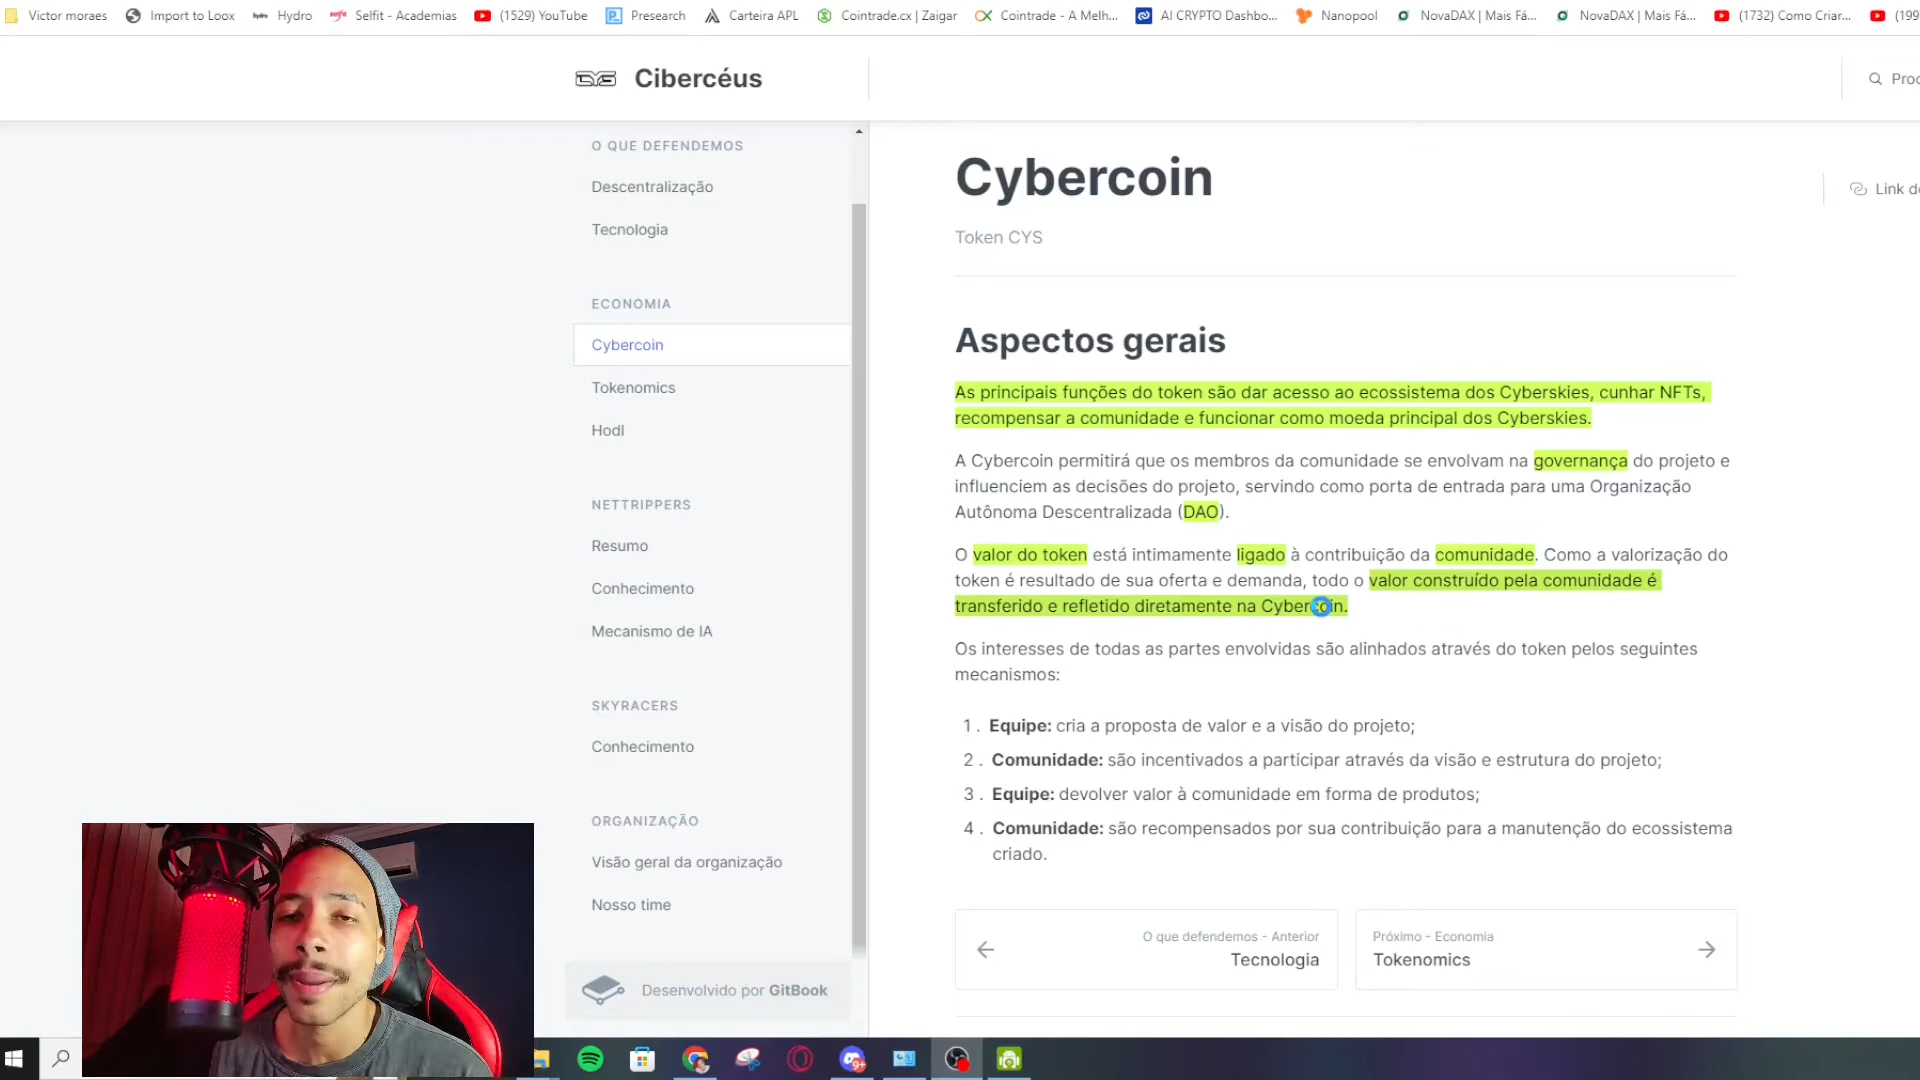 Victor moraes
Import to Loox
hydro Hydro
Selfit - Academias
(1529) YouTube
P Presearch
Carteira APL
Cointrade.cx | Zaigar
Cointrade - A Melh...
AI CRYPTO Dashbo...
Nanopool
NovaDAX | Mais Fá...
NovaDAX | Mais Fá...
(1732) Como Criar...
(199
CYS Cibercéus
Proc
O QUE DEFENDEMOS
Descentralização
Tecnologia
ECONOMIA
Cybercoin
Tokenomics
Hodl
NETTRIPPERS
Resumo
Conhecimento
Mecanismo de IA
SKYRACERS
Conhecimento
ORGANIZAÇÃO
Visão geral da organização
Nosso time
Desenvolvido por GitBook
Cybercoin
Link de
Token CYS
Aspectos gerais
As principais funções do token são dar acesso ao ecossistema dos Cyberskies, cunhar NFTs,
recompensar a comunidade e funcionar como moeda principal dos Cyberskies.
A Cybercoin permitirá que os membros da comunidade se envolvam na governança do projeto e
influenciem as decisões do projeto, servindo como porta de entrada para uma Organização
Autônoma Descentralizada (DAO).
O valor do token está intimamente ligado à contribuição da comunidade. Como a valorização do
token é resultado de sua oferta e demanda, todo o valor construído pela comunidade é
transferido e refletido diretamente na Cybercoin.
Os interesses de todas as partes envolvidas são alinhados através do token pelos seguintes
mecanismos:
1. Equipe: cria a proposta de valor e a visão do projeto;
2. Comunidade: são incentivados a participar através da visão e estrutura do projeto;
3. Equipe: devolver valor à comunidade em forma de produtos;
4. Comunidade: são recompensados por sua contribuição para a manutenção do ecossistema
criado.
O que defendemos - Anterior
Tecnologia
Próximo - Economia
Tokenomics
9+